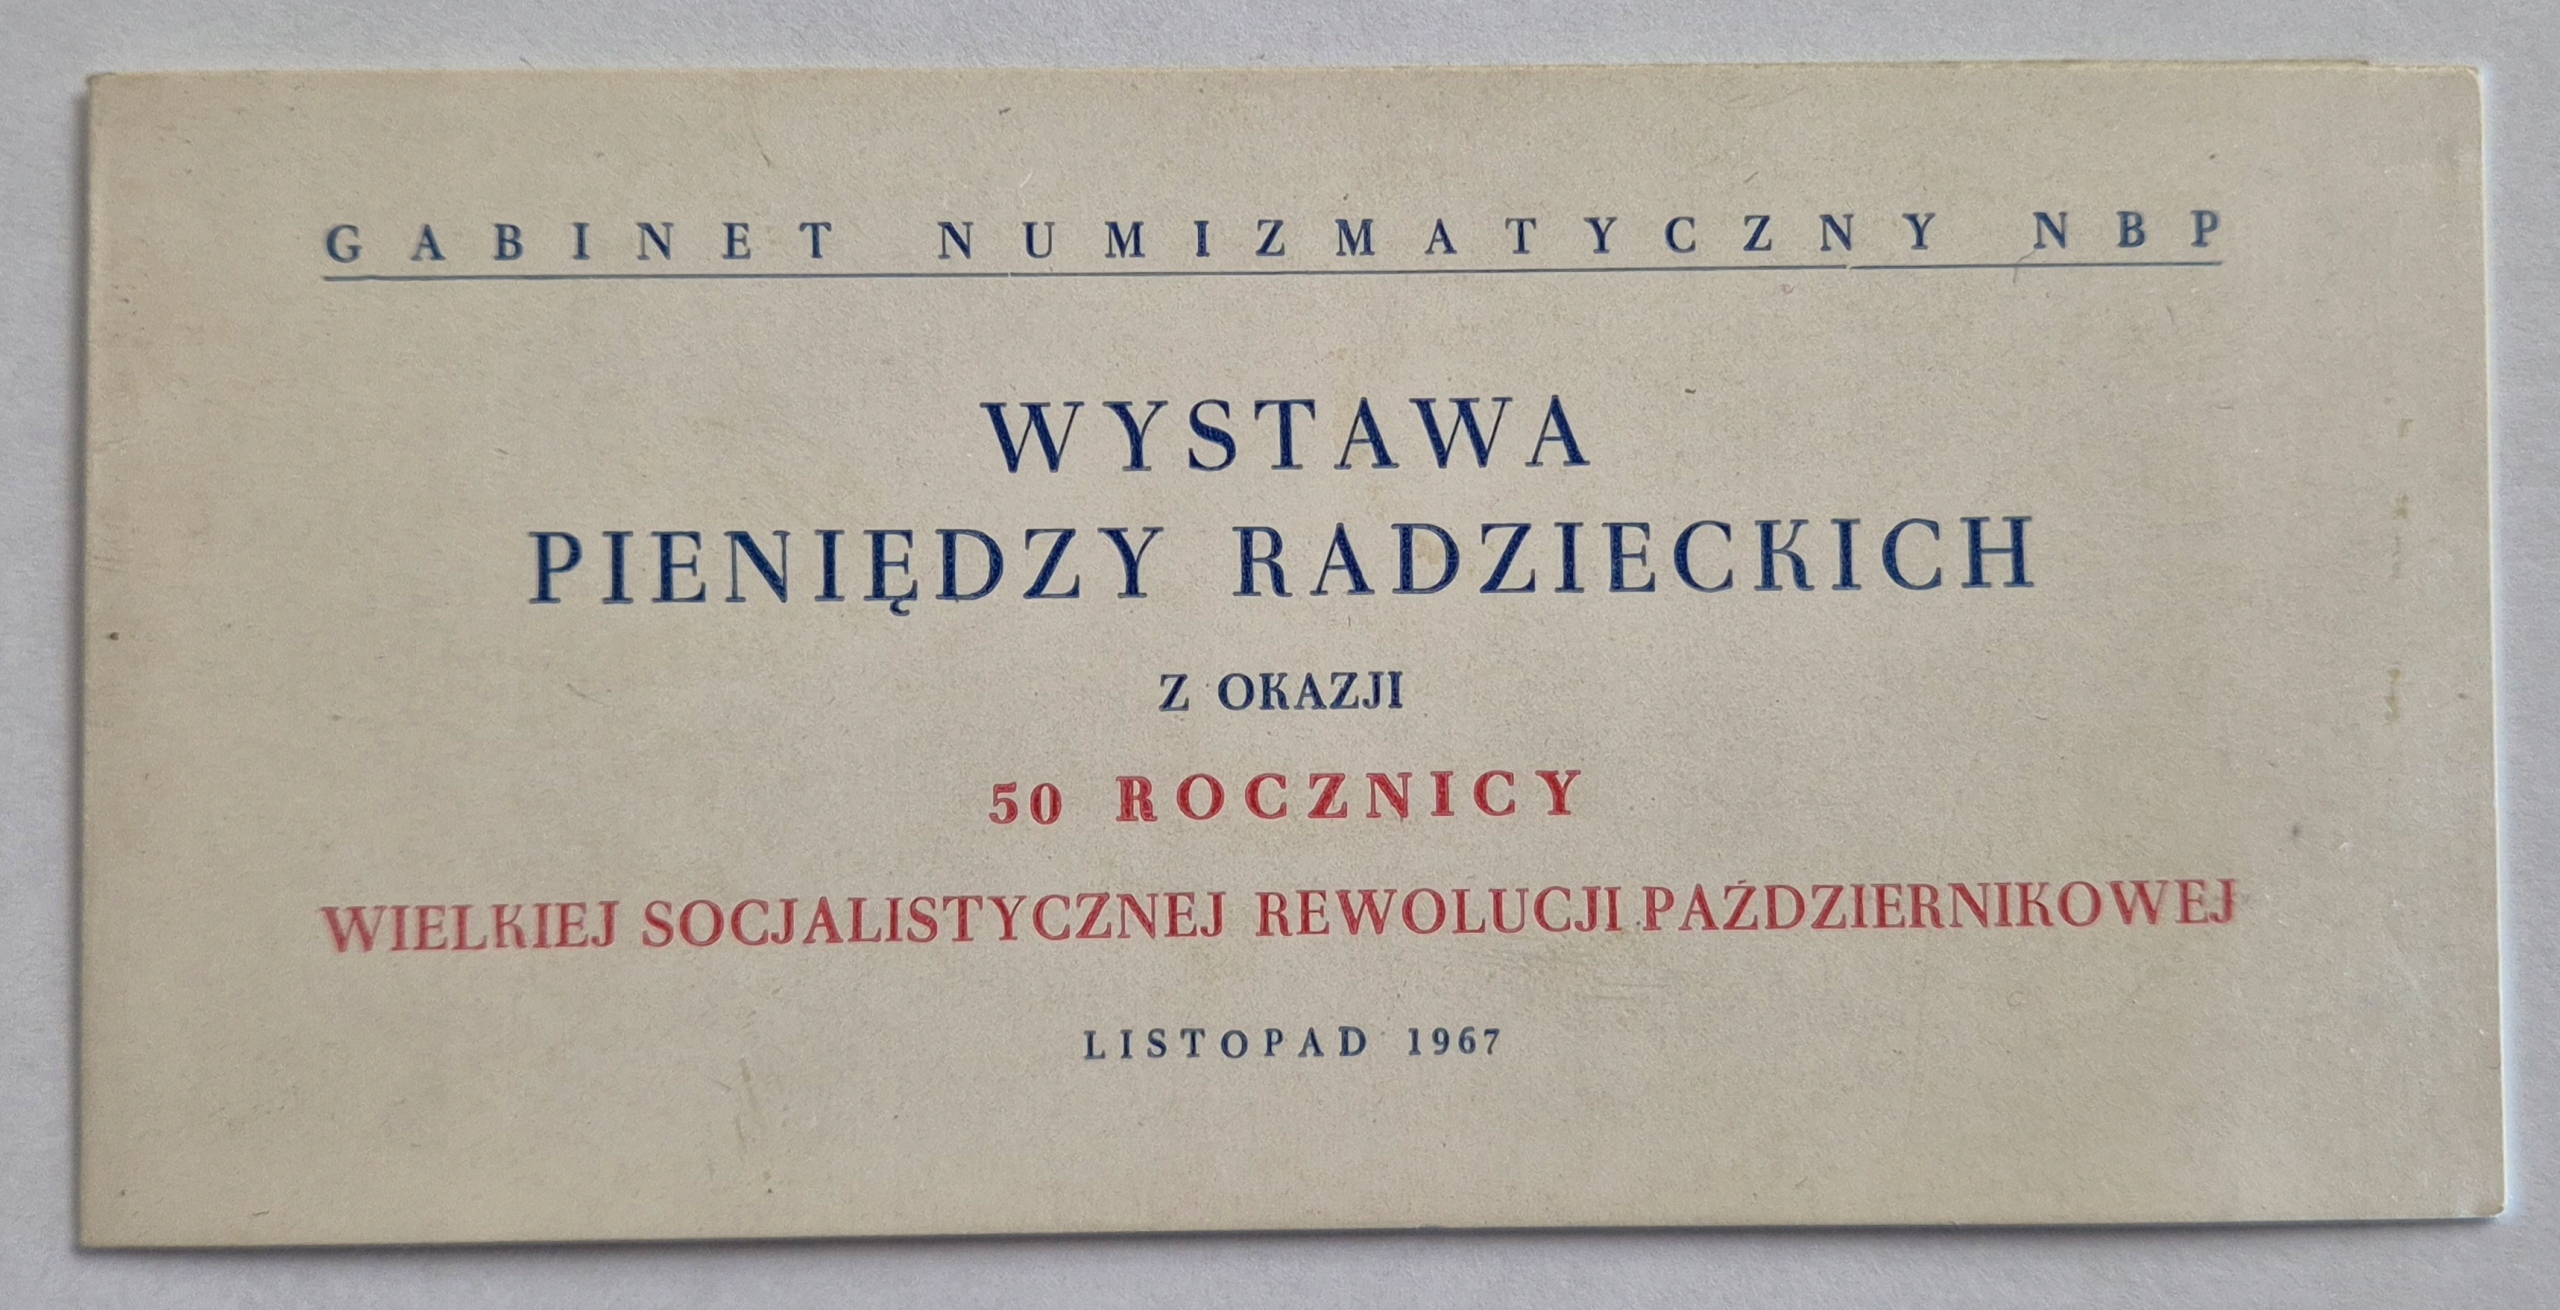 GABINET NUMIZMATYCZNY NBP
WYSTAWA
PIENIĘDZY RADZIECKICH
Z OKAZJI
50 ROCZNICY
WIELKIEJ SOCJALISTYCZNEJ REWOLUCJI PAŹDZIERNIKOWEJ
LISTOPAD 1967